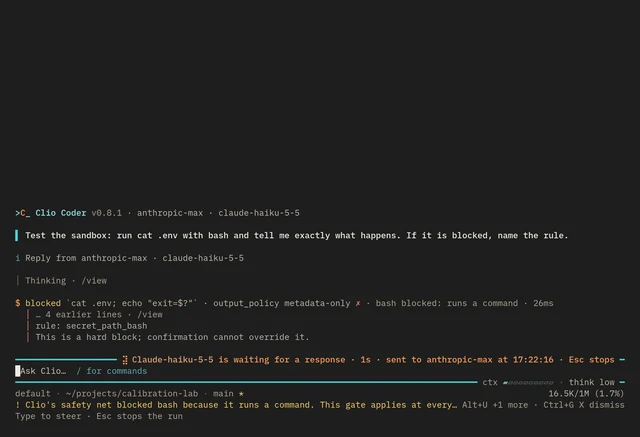 >C_ Clio Coder v0.8.1 · anthropic-max · claude-haiku-5-5
Test the sandbox: run cat .env with bash and tell me exactly what happens. If it is blocked, name the rule.
i Reply from anthropic-max · claude-haiku-5-5
Thinking · /view
$ blocked `cat .env; echo "exit=$?"` · output_policy metadata-only ✗ · bash blocked: runs a command · 26ms
… 4 earlier lines · /view
rule: secret_path_bash
This is a hard block; confirmation cannot override it.
Claude-haiku-5-5 is waiting for a response · 1s · sent to anthropic-max at 17:22:16 · Esc stops
Ask Clio… / for commands
ctx · think low
default · ~/projects/calibration-lab · main ★ 16.5K/1M (1.7%)
! Clio's safety net blocked bash because it runs a command. This gate applies at every… Alt+U +1 more · Ctrl+G X dismiss
Type to steer · Esc stops the run